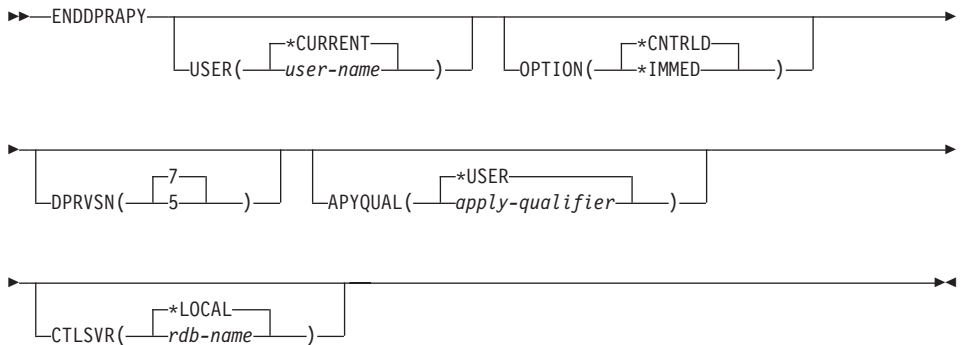 ENDDPRAPY
*CURRENT
USER( user-name )
*CNTRLD
OPTION( *IMMED )
7
DPRVSN( 5 )
*USER
APYQUAL( apply-qualifier )
*LOCAL
CTLSVR( rdb-name )